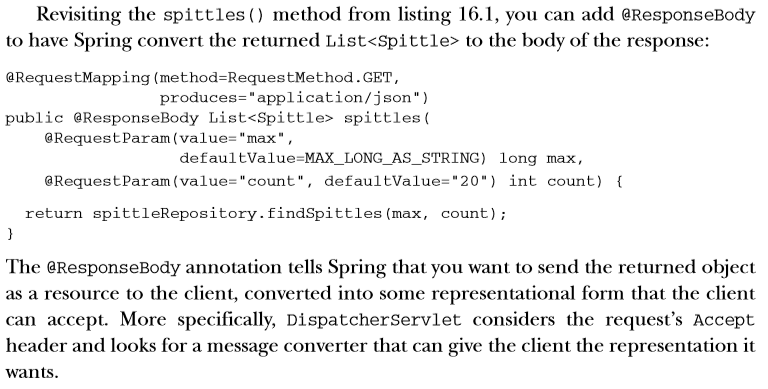 Revisiting the spittles() method from listing 16.1, you can add @ResponseBody
to have Spring convert the returned List<Spittle> to the body of the response:
@RequestMapping(method=RequestMethod.GET,
produces="application/json")
public @ResponseBody List<Spittle> spittles(
@RequestParam(value="max",
defaultValue=MAX_LONG_AS_STRING) long max,
@RequestParam(value="count", defaultValue="20") int count) {
return spittleRepository.findSpittles(max, count);
}
The @ResponseBody annotation tells Spring that you want to send the returned object
as a resource to the client, converted into some representational form that the client
can accept. More specifically, DispatcherServlet considers the request's Accept
header and looks for a message converter that can give the client the representation it
wants.